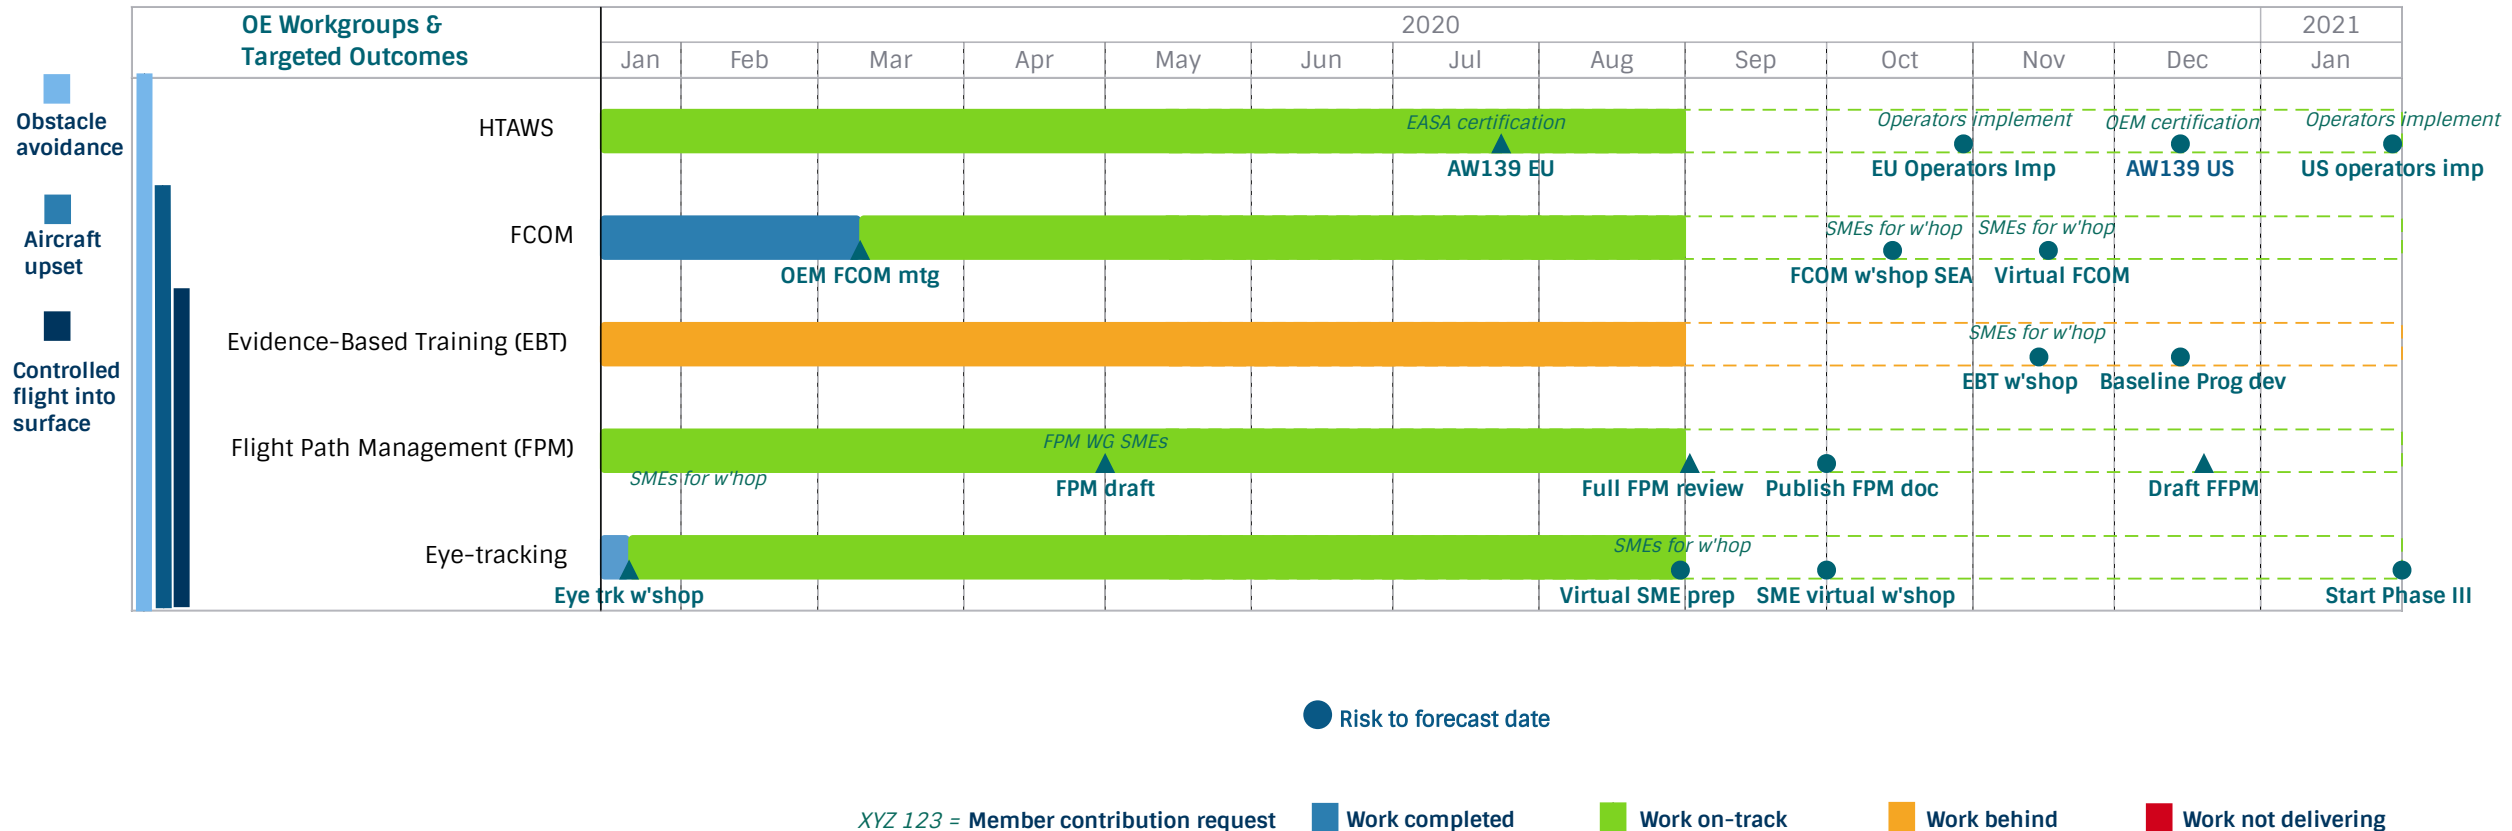 OE Workgroups &
Targeted Outcomes
2020
2021
Jan
Feb
Mar
Apr
May
Jun
Jul
Aug
Sep
Oct
Nov
Dec
Jan
Obstacle
avoidance
Aircraft
upset
Controlled
flight into
surface
HTAWS
EASA certification
Operators implement
OEM certification
Operators implement
AW139 EU
EU Operators Imp
AW139 US
US operators imp
FCOM
SMEs for w'hop
SMEs for w'hop
OEM FCOM mtg
FCOM w'shop SEA
Virtual FCOM
Evidence-Based Training (EBT)
SMEs for w'hop
EBT w'shop
Baseline Prog dev
Flight Path Management (FPM)
FPM WG SMEs
SMEs for w'hop
FPM draft
Full FPM review
Publish FPM doc
Draft FFPM
Eye-tracking
SMEs for w'hop
Eye trk w'shop
Virtual SME prep
SME virtual w'shop
Start Phase III
Risk to forecast date
XYZ 123 = Member contribution request
Work completed
Work on-track
Work behind
Work not delivering